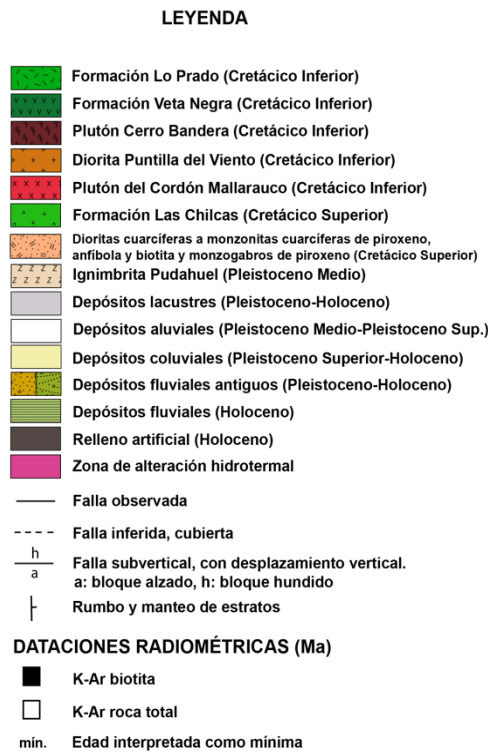 LEYENDA
Formación Lo Prado (Cretácico Inferior)
Formación Veta Negra (Cretácico Inferior)
Plutón Cerro Bandera (Cretácico Inferior)
Diorita Puntilla del Viento (Cretácico Inferior)
Plutón del Cordón Mallarauco (Cretácico Inferior)
Formación Las Chilcas (Cretácico Superior)
Dioritas cuarcíferas a monzonitas cuarcíferas de piroxeno,
anfíbola y biotita y monzogabros de piroxeno (Cretácico Superior)
Ignimbrita Pudahuel (Pleistoceno Medio)
Depósitos lacustres (Pleistoceno-Holoceno)
Depósitos aluviales (Pleistoceno Medio-Pleistoceno Sup.)
Depósitos coluviales (Pleistoceno Superior-Holoceno)
Depósitos fluviales antiguos (Pleistoceno-Holoceno)
Depósitos fluviales (Holoceno)
Relleno artificial (Holoceno)
Zona de alteración hidrotermal
Falla observada
Falla inferida, cubierta
h
a
Falla subvertical, con desplazamiento vertical.
a: bloque alzado, h: bloque hundido
Rumbo y manteo de estratos
DATACIONES RADIOMÉTRICAS (Ma)
K-Ar biotita
K-Ar roca total
mín. Edad interpretada como mínima